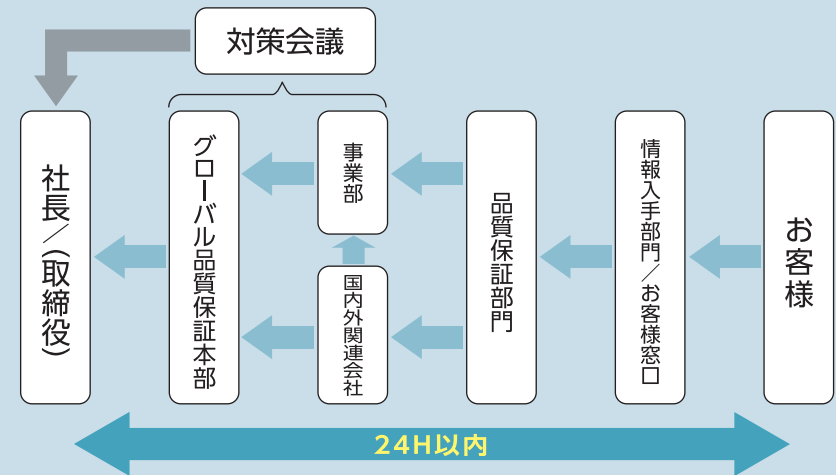 対策会議
社長／(取締役)
グローバル品質保証本部
事業部
国内外関連会社
品質保証部門
情報入手部門／お客様窓口
お客様
24H以内